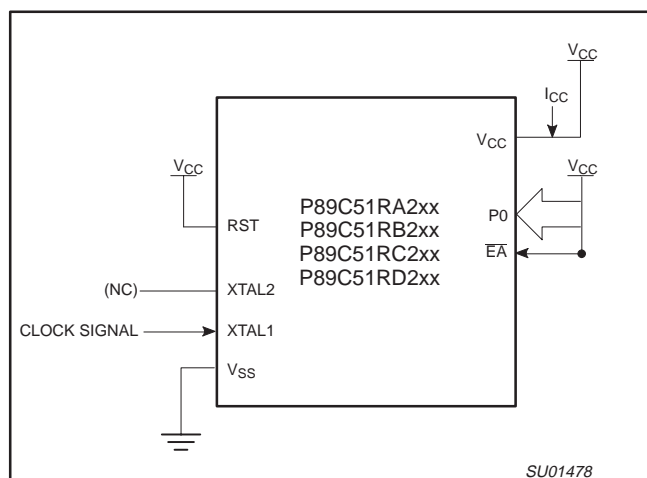 VCC
ICC
VCC
VCC
VCC
P89C51RA2xx
P89C51RB2xx
P89C51RC2xx
P89C51RD2xx
P0
RST
EA
(NC)
XTAL2
CLOCK SIGNAL
XTAL1
VSS
SU01478